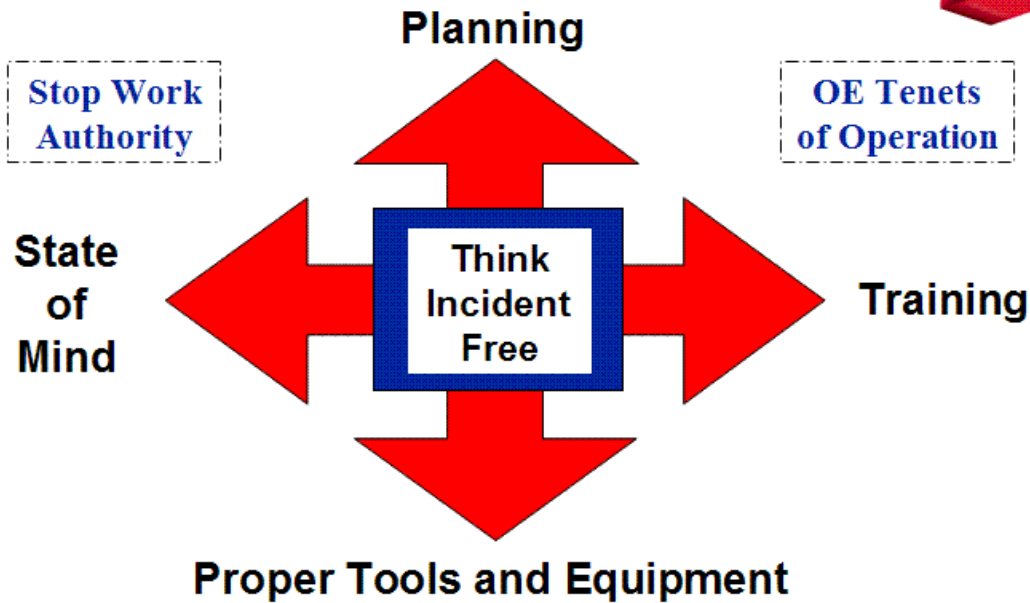 Planning
Stop Work
Authority
OE Tenets
of Operation
State
of
Mind
Think
Incident
Free
Training
Proper Tools and Equipment